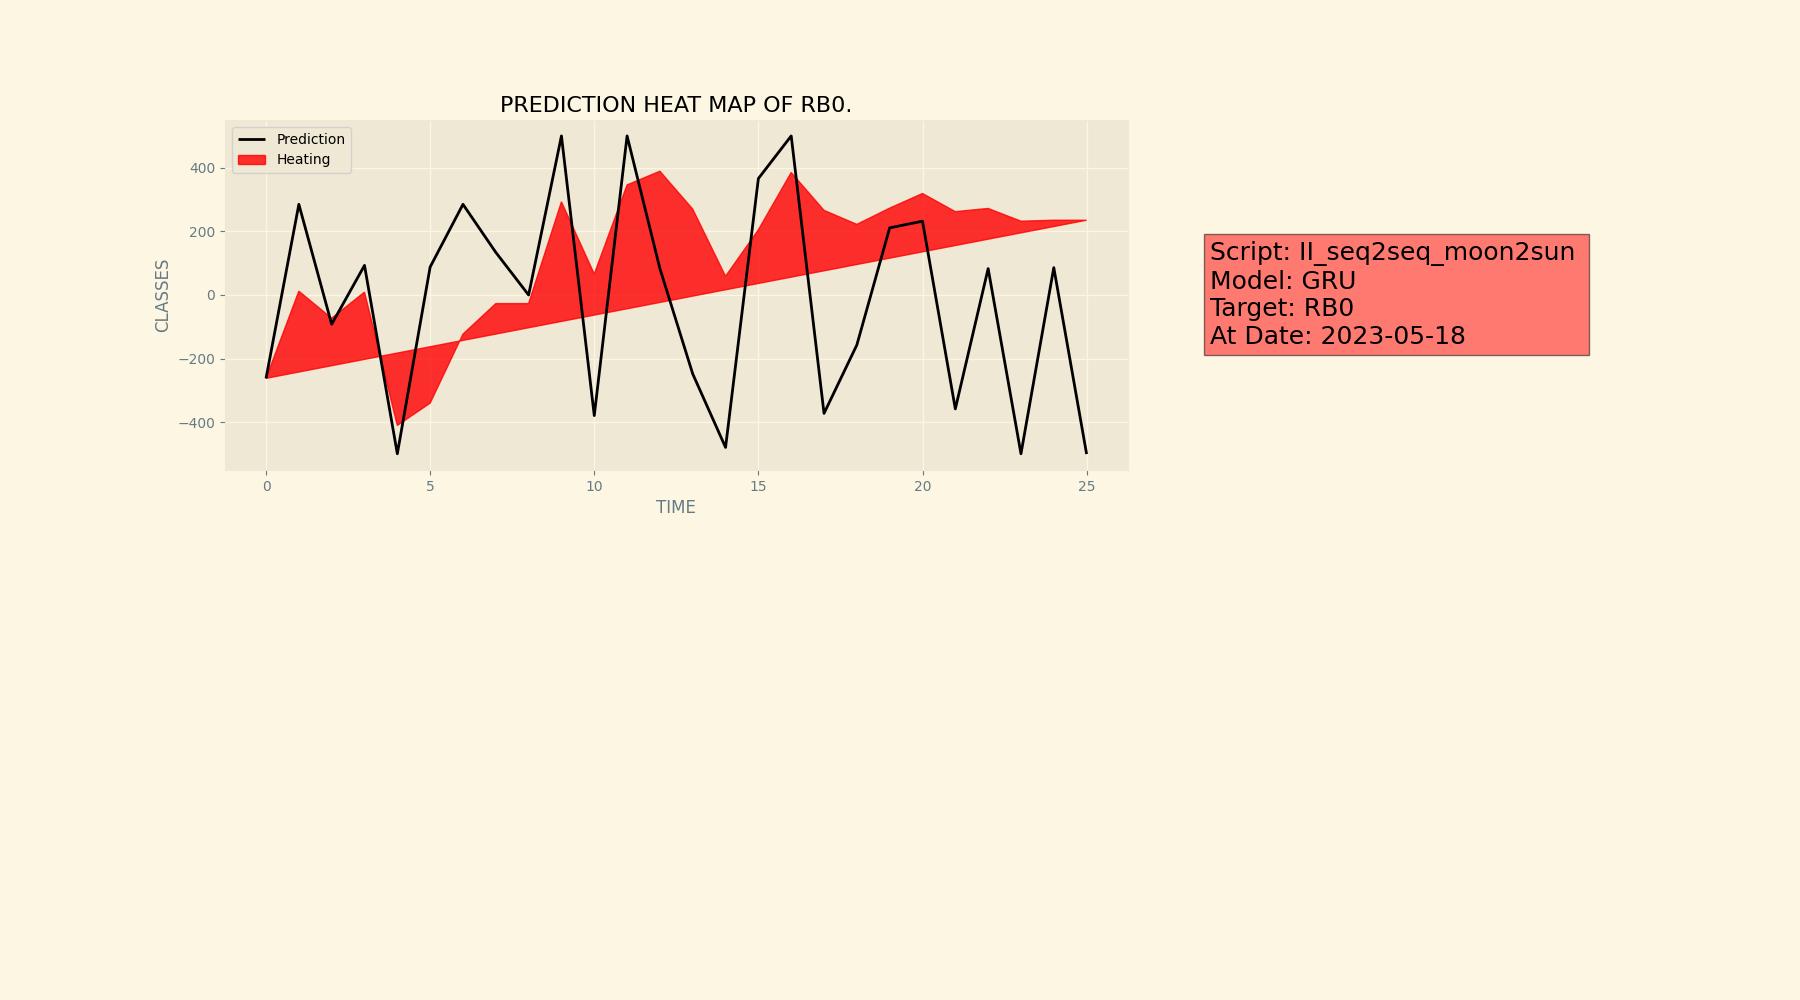 PREDICTION HEAT MAP OF RB0.
Prediction
Heating
400
200
0
−200
−400
CLASSES
0 5 10 15 20 25
TIME
Script: II_seq2seq_moon2sun
Model: GRU
Target: RB0
At Date: 2023-05-18